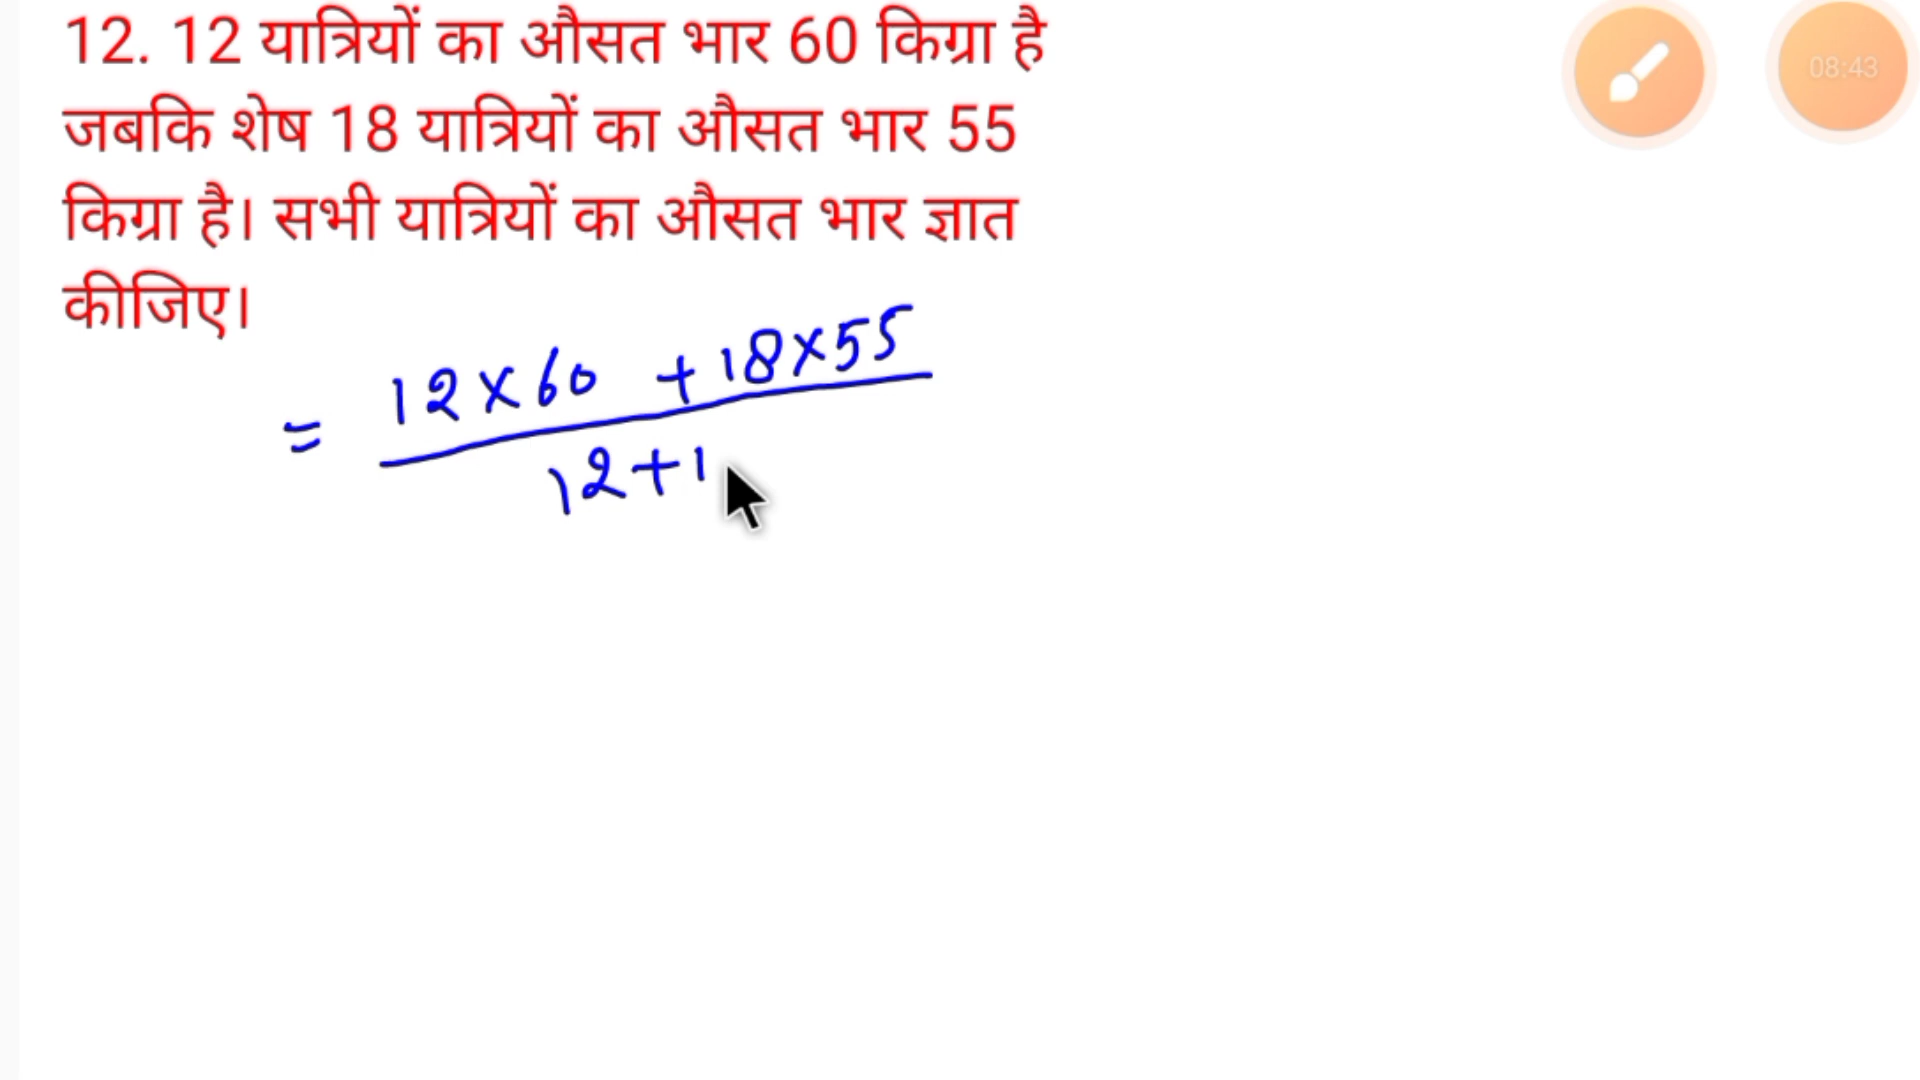 12. 12 यात्रियों का औसत भार 60 किग्रा है
जबकि शेष 18 यात्रियों का औसत भार 55
किग्रा है। सभी यात्रियों का औसत भार ज्ञात
कीजिए।
= 12×60 +18×55
12+1
08:43